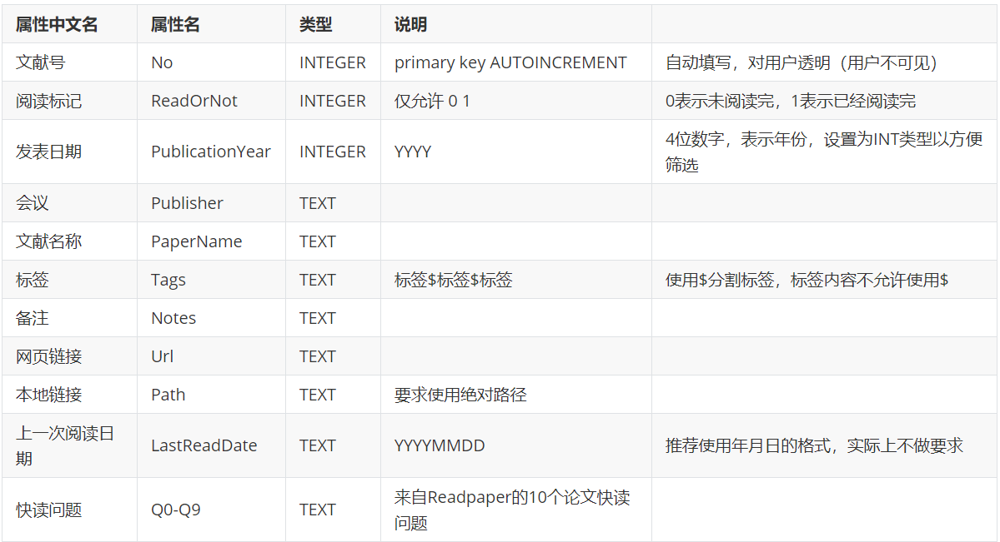 属性中文名 属性名 类型 说明
文献号 No INTEGER primary key AUTOINCREMENT 自动填写，对用户透明（用户不可见）
阅读标记 ReadOrNot INTEGER 仅允许 0 1 0表示未阅读完，1表示已经阅读完
发表日期 PublicationYear INTEGER YYYY 4位数字，表示年份，设置为INT类型以方便
筛选
会议 Publisher TEXT
文献名称 PaperName TEXT
标签 Tags TEXT 标签$标签$标签 使用$分割标签，标签内容不允许使用$
备注 Notes TEXT
网页链接 Url TEXT
本地链接 Path TEXT 要求使用绝对路径
上一次阅读日
期 LastReadDate TEXT YYYYMMDD 推荐使用年月日的格式，实际上不做要求
快读问题 Q0-Q9 TEXT 来自Readpaper的10个论文快读
问题